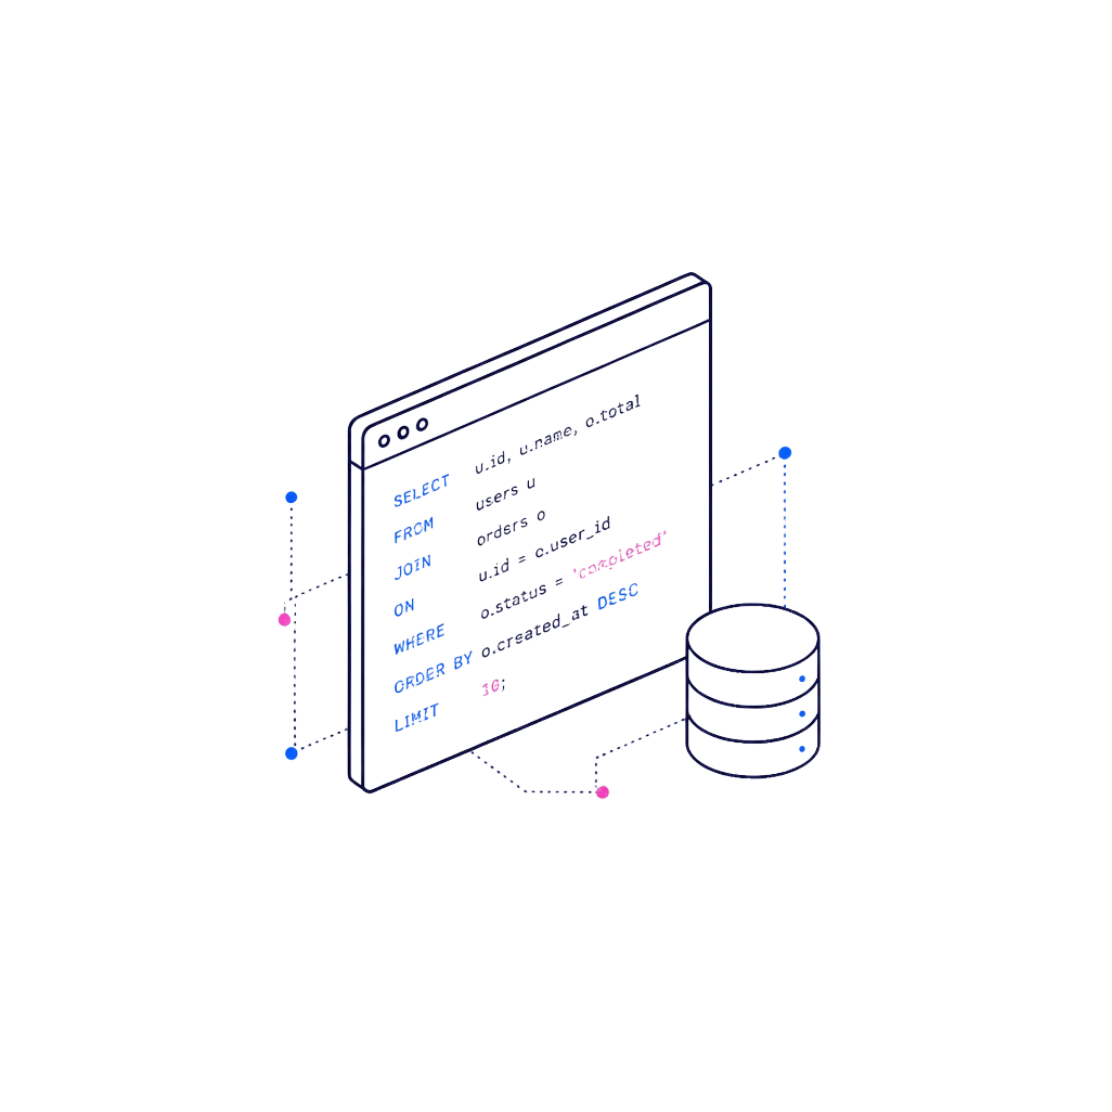 SELECT u.id, u.name, o.total
FROM users u
JOIN orders o
ON u.id = o.user_id
WHERE o.status = 'completed'
ORDER BY o.created_at DESC
LIMIT 10;